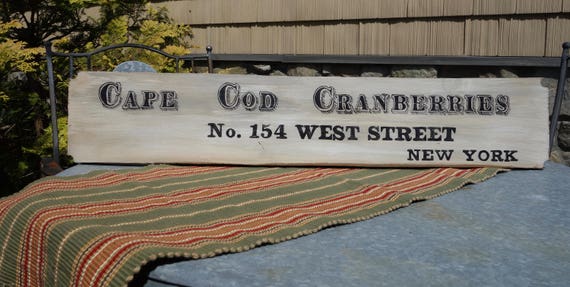 Cape Cod Cranberries
No. 154 WEST STREET
NEW YORK